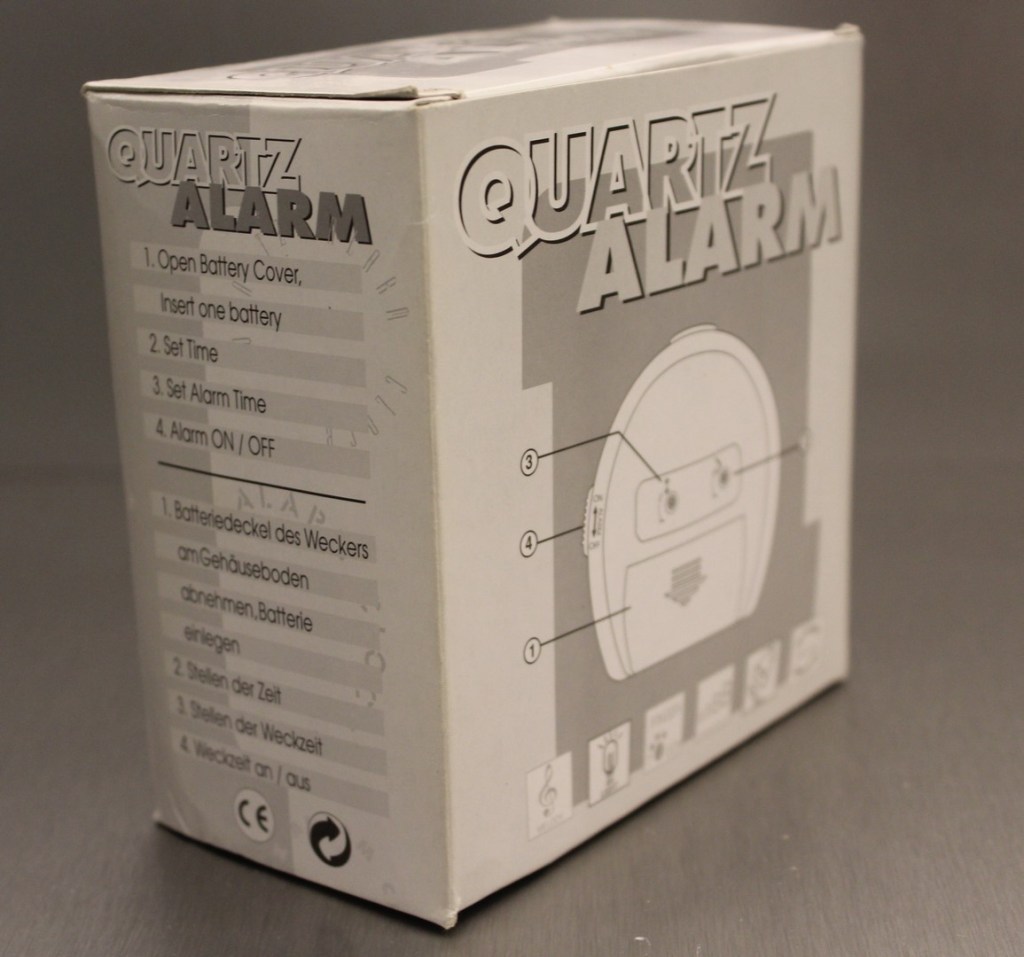 QUARTZ
ALARM
1. Open Battery Cover,
Insert one battery
2. Set Time
3. Set Alarm Time
4. Alarm ON / OFF
1. Batteriedeckel des Weckers
amGehäuseboden
abnehmen,Batterie
einlegen
2. Stellen der Zeit
3. Stellen der Weckzeit
4. Weckzeit an / aus
CE
QUARTZ
ALARM
3
4
1